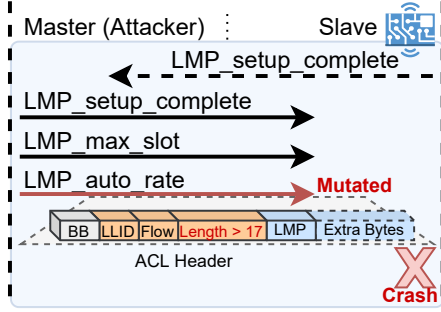 Master (Attacker) Slave
LMP_setup_complete
LMP_setup_complete
LMP_max_slot
LMP_auto_rate
Mutated
BB LLID Flow Length > 17 LMP Extra Bytes
ACL Header
Crash